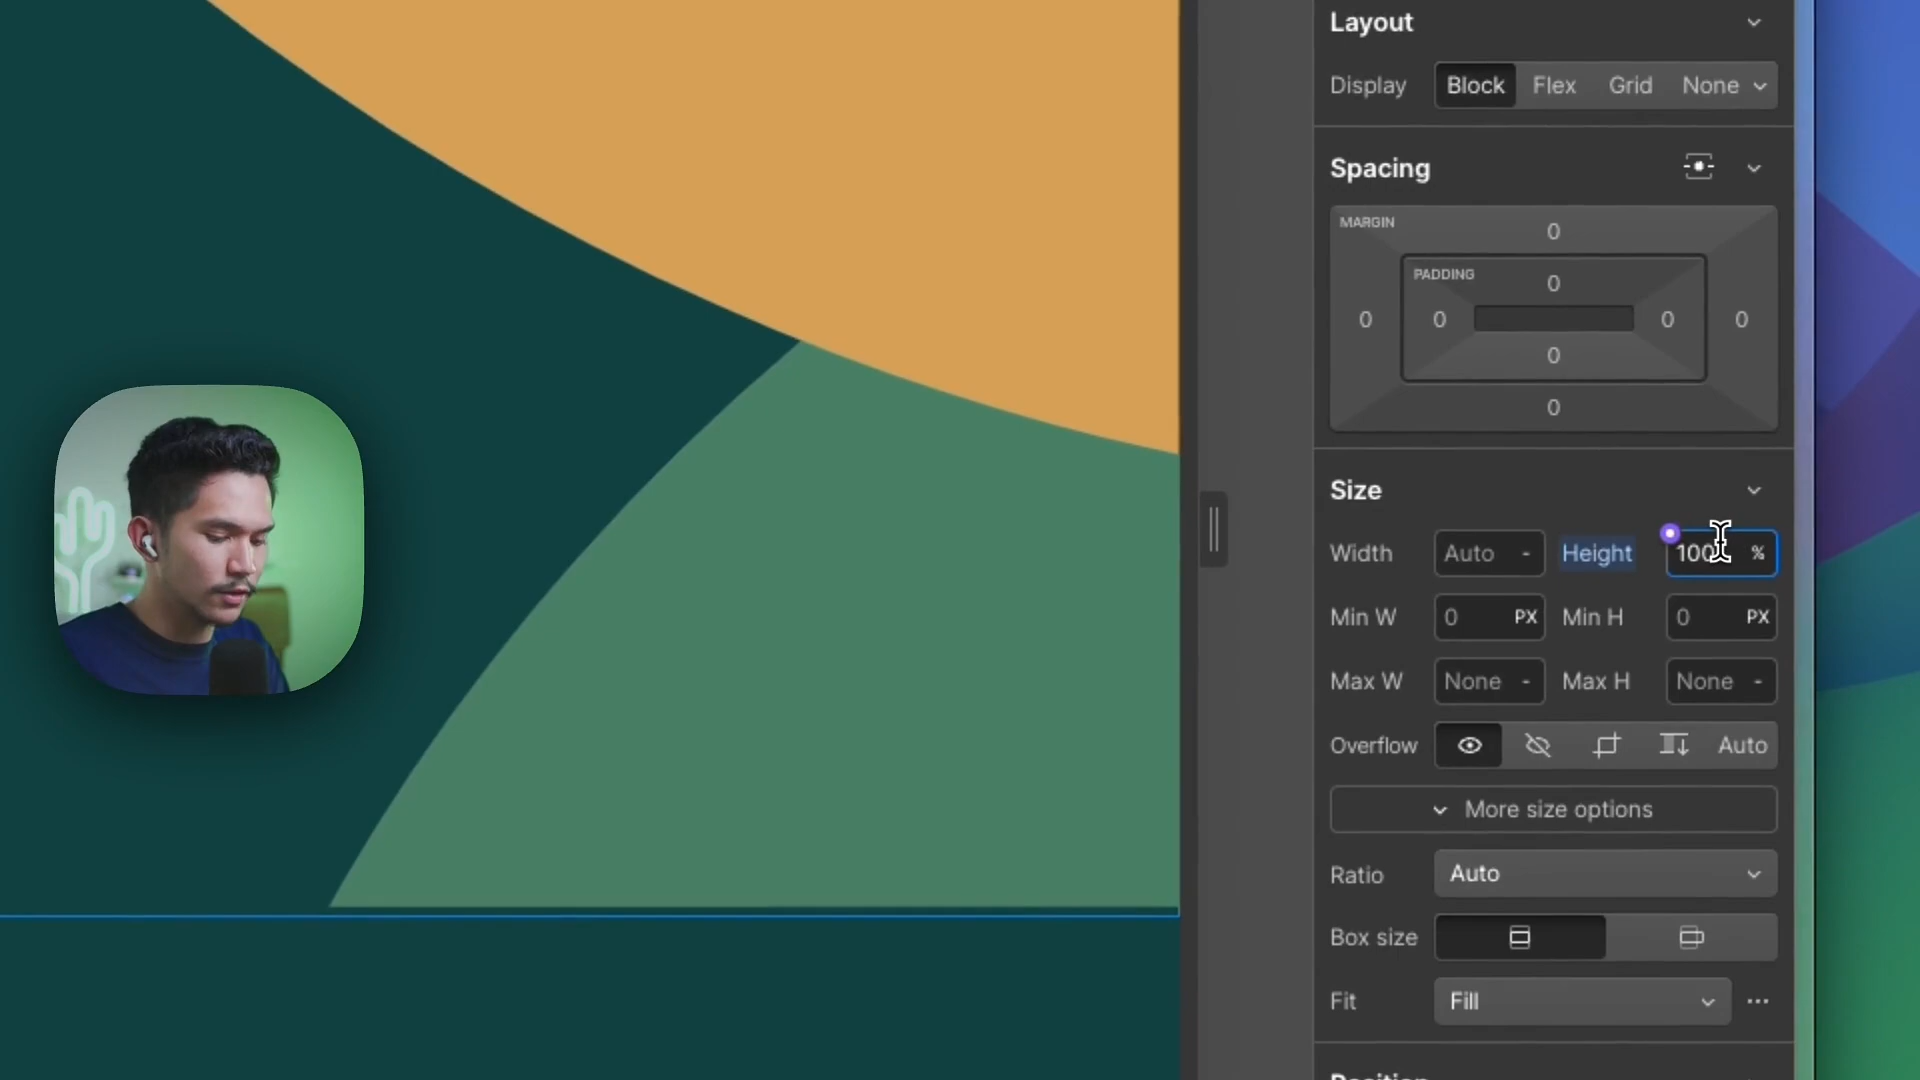 Layout
Display Block Flex Grid None
Spacing
MARGIN
0
PADDING
0
0 0 0 0
0
0
Size
Width Auto - Height 100 %
Min W 0 PX Min H 0 PX
Max W None - Max H None -
Overflow Auto
More size options
Ratio Auto
Box size
Fit Fill
Position